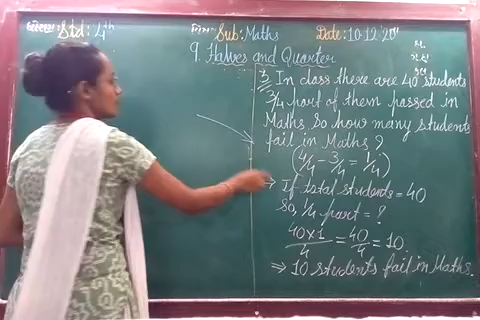 ધોરણ: Std: 4th
વિષય: Sub: Maths
Date: 10.12.'20
9. Halves and Quarter
In class there are 40 students
3/4 part of them passed in
Maths. So how many students
fail in Maths?
(4/4 - 3/4 = 1/4)
⇒ If total students = 40
So, 1/4 part = ?
40×1/4 = 40/4 = 10.
⇒ 10 students fail in Maths.